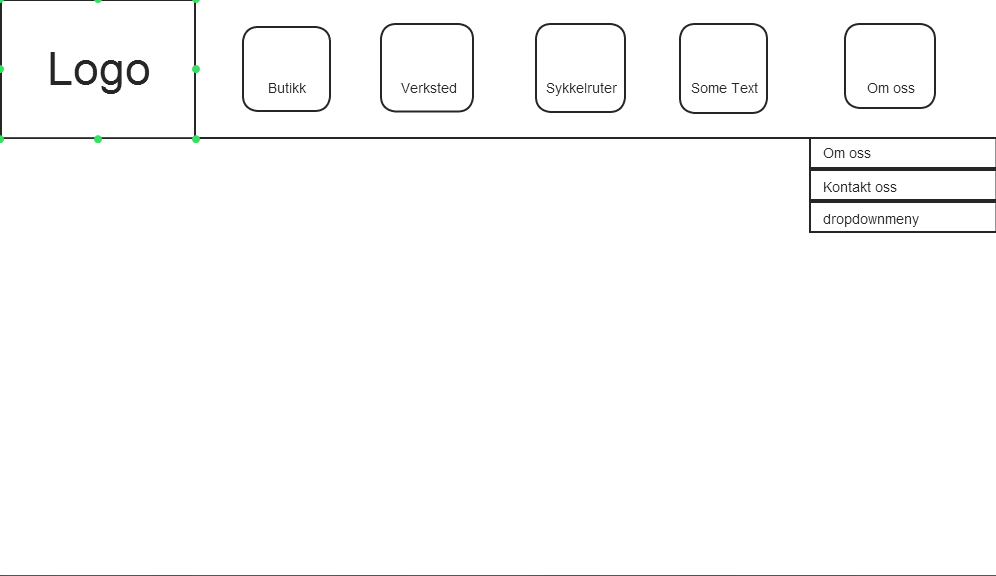 Logo
Butikk
Verksted
Sykkelruter
Some Text
Om oss
Om oss
Kontakt oss
dropdownmeny